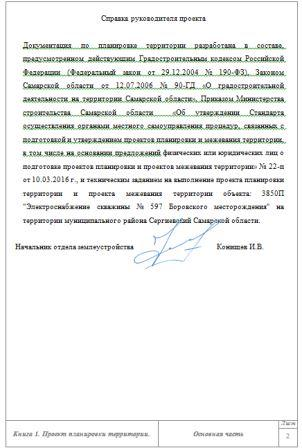 Справка руководителя проекта
Документация по планировке территории разработана в составе,
предусмотренном действующим Градостроительным кодексом Российской
Федерации (Федеральный закон от 29.12.2004 № 190-ФЗ), Законом
Самарской области от 12.07.2006 № 90-ГД «О градостроительной
деятельности на территории Самарской области», Приказом Министерства
строительства Самарской области «Об утверждении Стандарта
осуществления органами местного самоуправления процедур, связанных с
подготовкой и утверждением проектов планировки и межевания территории,
в том числе на основании предложений физических или юридических лиц о
подготовке проектов планировки и проектов межевания территории» № 22-п
от 10.03.2016 г., и техническим заданием на выполнение проекта планировки
территории и проекта межевания территории объекта: 3850П
"Электроснабжение скважины № 597 Боровского месторождения" на
территории муниципального района Сергиевский Самарской области.
Начальник отдела землеустройства Конищев И.В.
Лист
Книга 1. Проект планировки территории. Основная часть 2